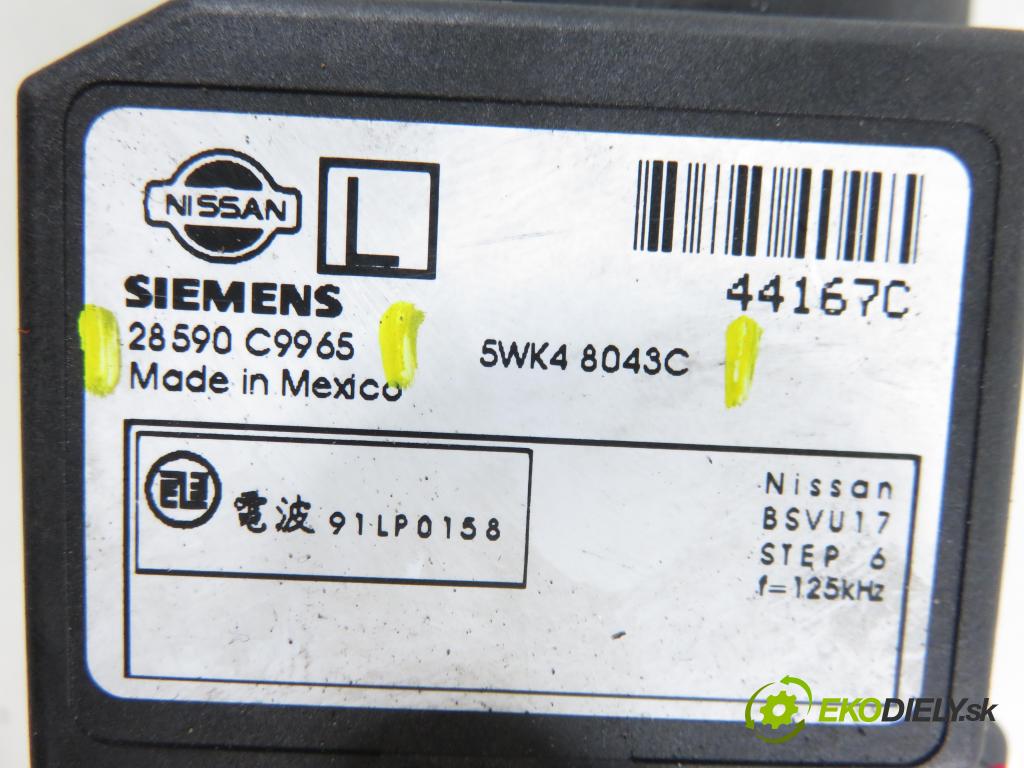 NISSAN
L
SIEMENS
44167C
28590 C9965
5WK4 8043C
Made in Mexico
電波 91LP0158
Nissan
BSVU17
STEP 6
f=125kHz
EKODIELY.sk